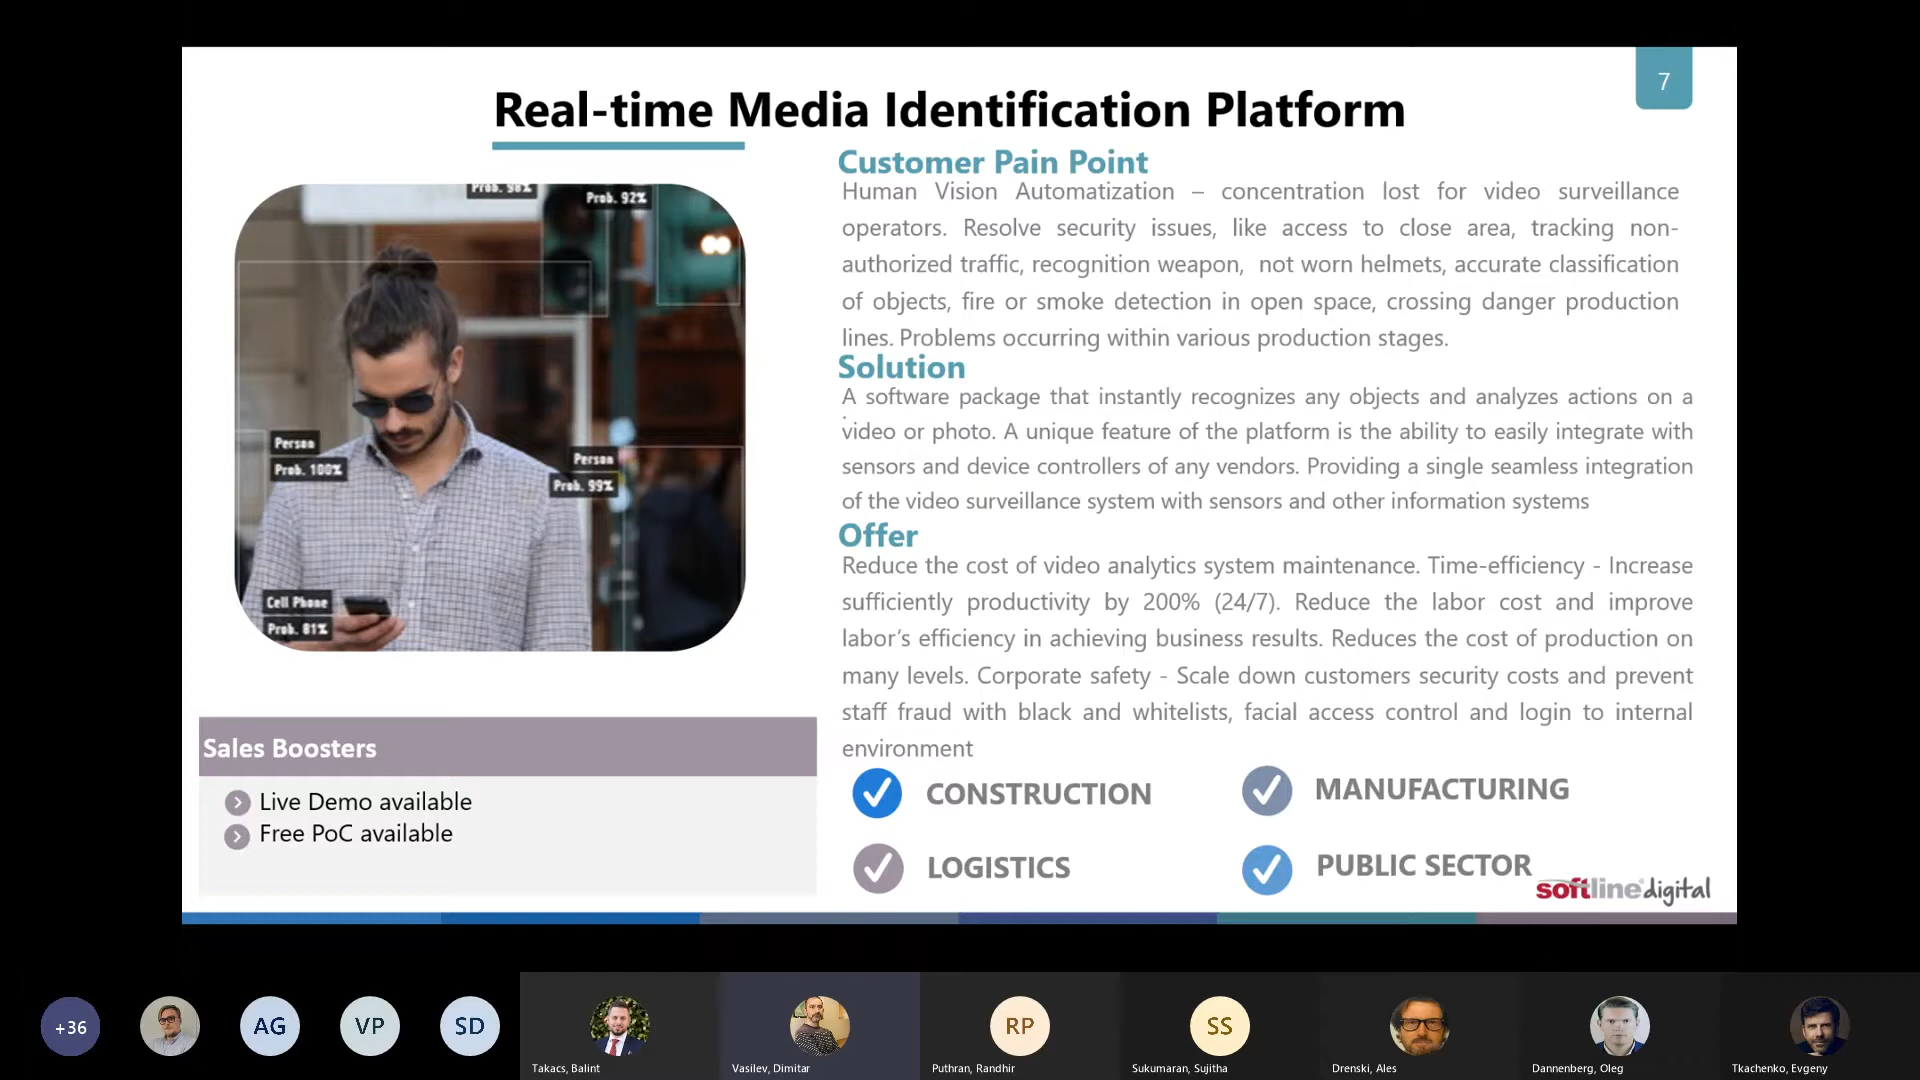 7
Real-time Media Identification Platform
Prob. 98%
Prob. 92%
Person
Prob. 100%
Person
Prob. 99%
Cell Phone
Prob. 81%
Customer Pain Point
Human Vision Automatization – concentration lost for video surveillance
operators. Resolve security issues, like access to close area, tracking non-
authorized traffic, recognition weapon, not worn helmets, accurate classification
of objects, fire or smoke detection in open space, crossing danger production
lines. Problems occurring within various production stages.
Solution
A software package that instantly recognizes any objects and analyzes actions on a
video or photo. A unique feature of the platform is the ability to easily integrate with
sensors and device controllers of any vendors. Providing a single seamless integration
of the video surveillance system with sensors and other information systems
Offer
Reduce the cost of video analytics system maintenance. Time-efficiency - Increase
sufficiently productivity by 200% (24/7). Reduce the labor cost and improve
labor’s efficiency in achieving business results. Reduces the cost of production on
many levels. Corporate safety - Scale down customers security costs and prevent
staff fraud with black and whitelists, facial access control and login to internal
environment
Sales Boosters
Live Demo available
Free PoC available
CONSTRUCTION
MANUFACTURING
LOGISTICS
PUBLIC SECTOR
softline digital
+36
AG
VP
SD
RP
SS
Takacs, Balint
Vasilev, Dimitar
Puthran, Randhir
Sukumaran, Sujitha
Drenski, Ales
Dannenberg, Oleg
Tkachenko, Evgeny